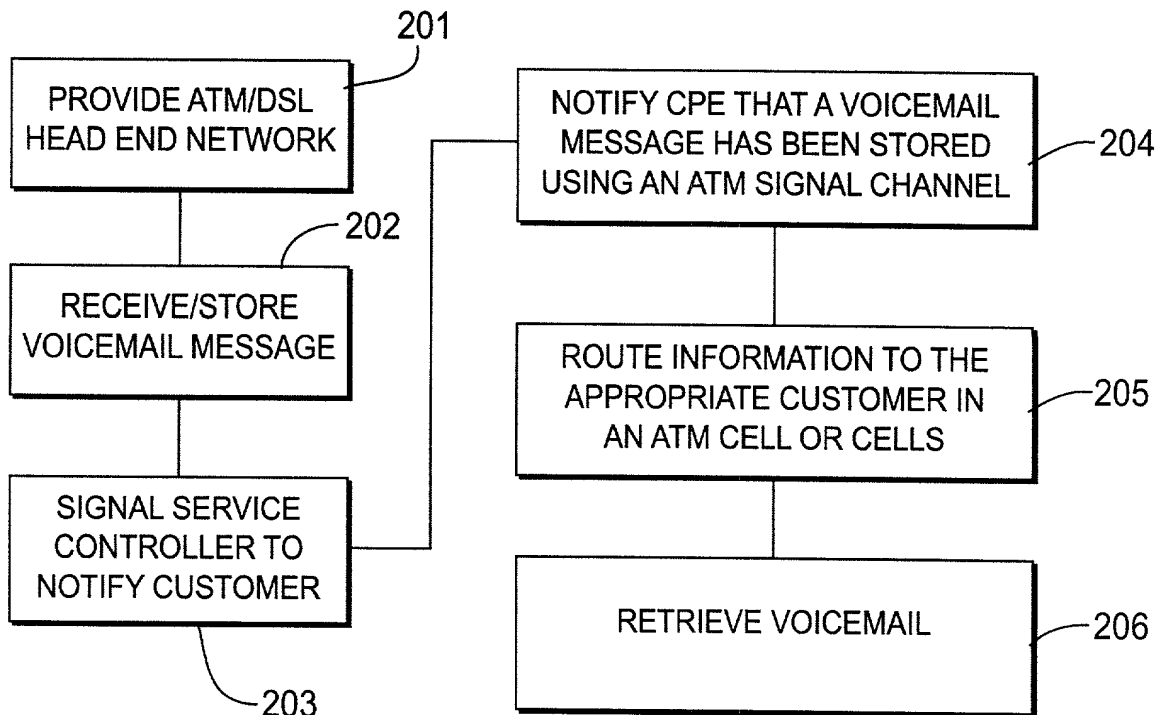 201
PROVIDE ATM/DSL
HEAD END NETWORK
202
RECEIVE/STORE
VOICEMAIL MESSAGE
SIGNAL SERVICE
CONTROLLER TO
NOTIFY CUSTOMER
203
NOTIFY CPE THAT A VOICEMAIL
MESSAGE HAS BEEN STORED
USING AN ATM SIGNAL CHANNEL
204
ROUTE INFORMATION TO THE
APPROPRIATE CUSTOMER IN
AN ATM CELL OR CELLS
205
RETRIEVE VOICEMAIL
206